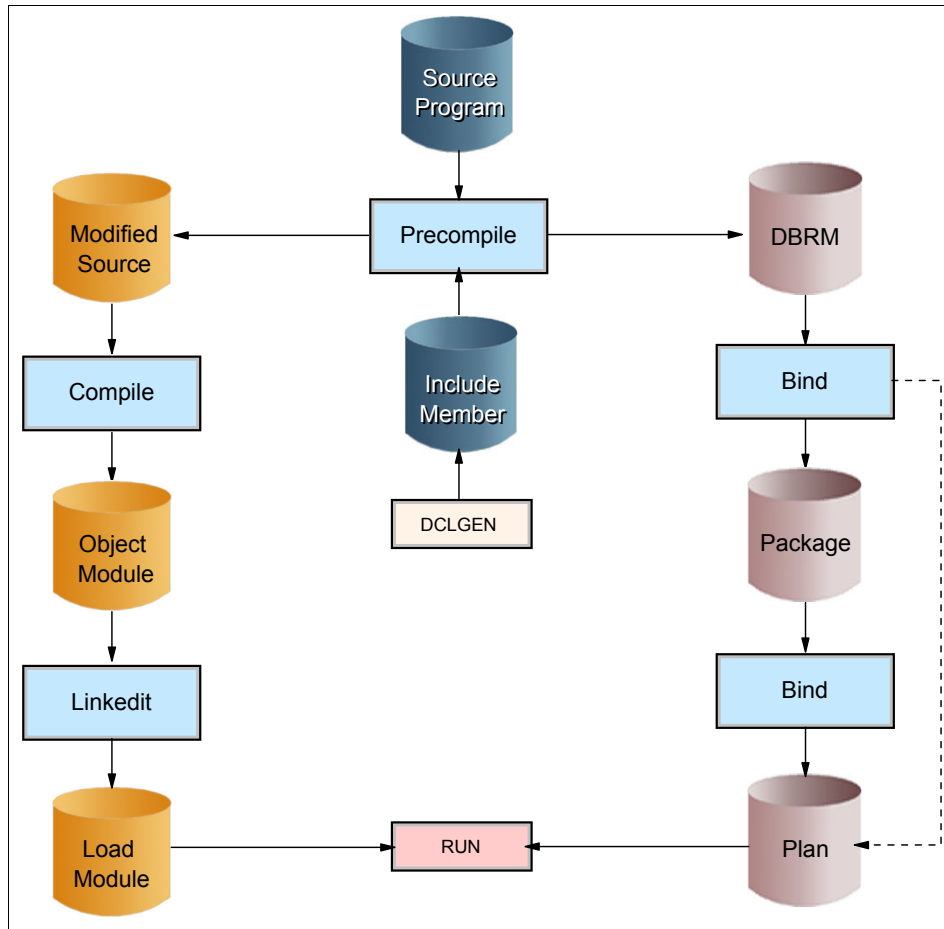 Source
Program
Modified
Source
Precompile
DBRM
Compile
Include
Member
Bind
Object
Module
DCLGEN
Package
Linkedit
Bind
Load
Module
RUN
Plan